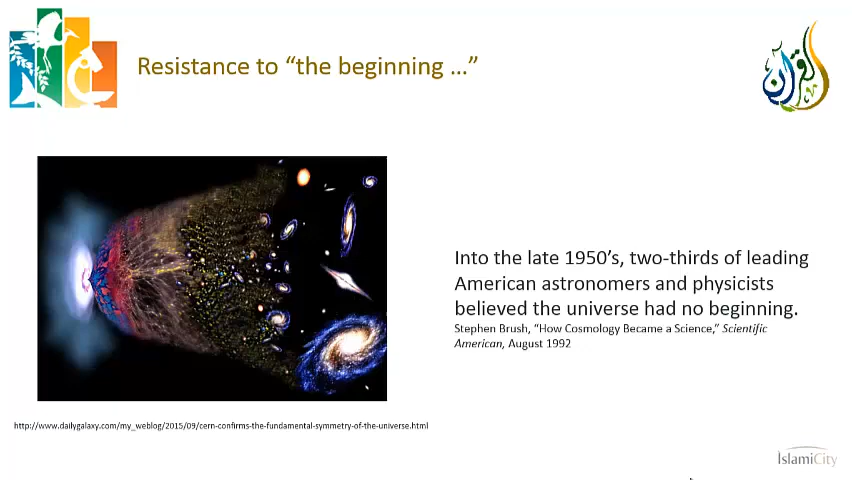 Resistance to “the beginning …”
Into the late 1950’s, two-thirds of leading
American astronomers and physicists
believed the universe had no beginning.
Stephen Brush, “How Cosmology Became a Science,” Scientific
American, August 1992
http://www.dailygalaxy.com/my_weblog/2015/09/cern-confirms-the-fundamental-symmetry-of-the-universe.html
IslamiCity